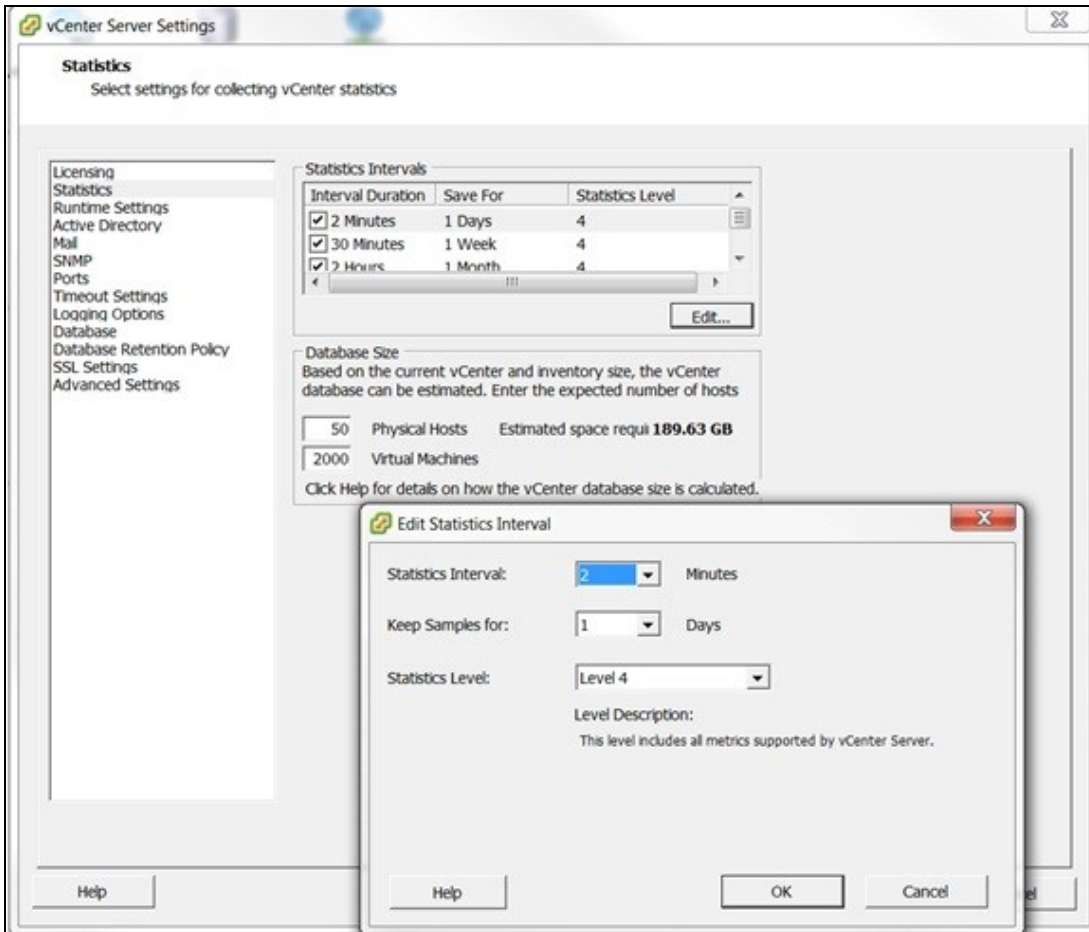 vCenter Server Settings
Statistics
Select settings for collecting vCenter statistics
Licensing
Statistics
Runtime Settings
Active Directory
Mail
SNMP
Ports
Timeout Settings
Logging Options
Database
Database Retention Policy
SSL Settings
Advanced Settings
Statistics Intervals
Interval Duration Save For Statistics Level
2 Minutes 1 Days 4
30 Minutes 1 Week 4
2 Hours 1 Month 4
Edit...
Database Size
Based on the current vCenter and inventory size, the vCenter
database can be estimated. Enter the expected number of hosts
50 Physical Hosts Estimated space requi 189.63 GB
2000 Virtual Machines
Click Help for details on how the vCenter database size is calculated.
Edit Statistics Interval
Statistics Interval: 2 Minutes
Keep Samples for: 1 Days
Statistics Level: Level 4
Level Description:
This level includes all metrics supported by vCenter Server.
Help OK Cancel
Help el